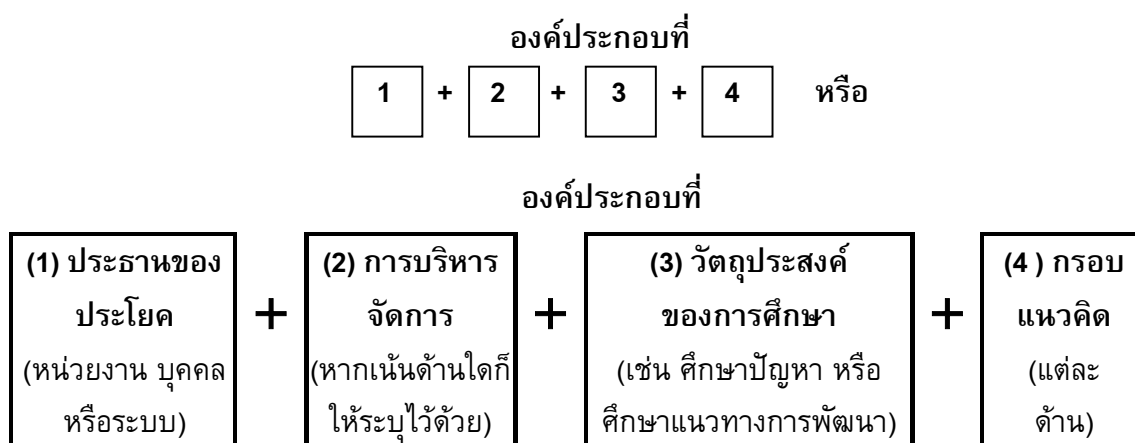 องค์ประกอบที่
1 + 2 + 3 + 4 หรือ
องค์ประกอบที่
(1) ประธานของ
ประโยค
(หน่วยงาน บุคคล
หรือระบบ)
+
(2) การบริหาร
จัดการ
(หากเน้นด้านใดก็
ให้ระบุไว้ด้วย)
+
(3) วัตถุประสงค์
ของการศึกษา
(เช่น ศึกษาปัญหา หรือ
ศึกษาแนวทางการพัฒนา)
+
(4 ) กรอบ
แนวคิด
(แต่ละ
ด้าน)